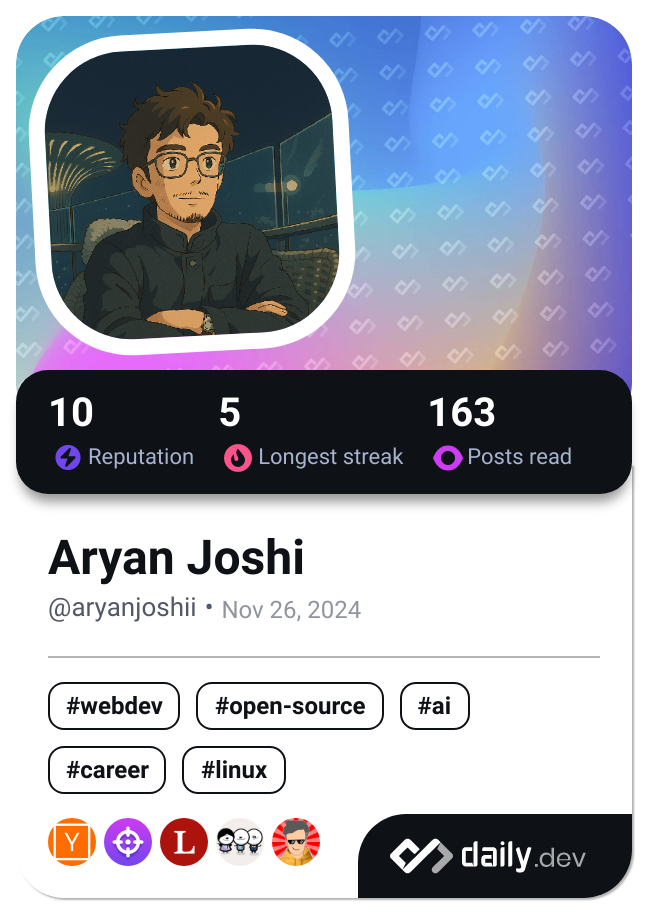 10 5 163
Reputation Longest streak Posts read
Aryan Joshi
@aryanjoshii • Nov 26, 2024
#webdev #open-source #ai
#career #linux
Y L
daily.dev